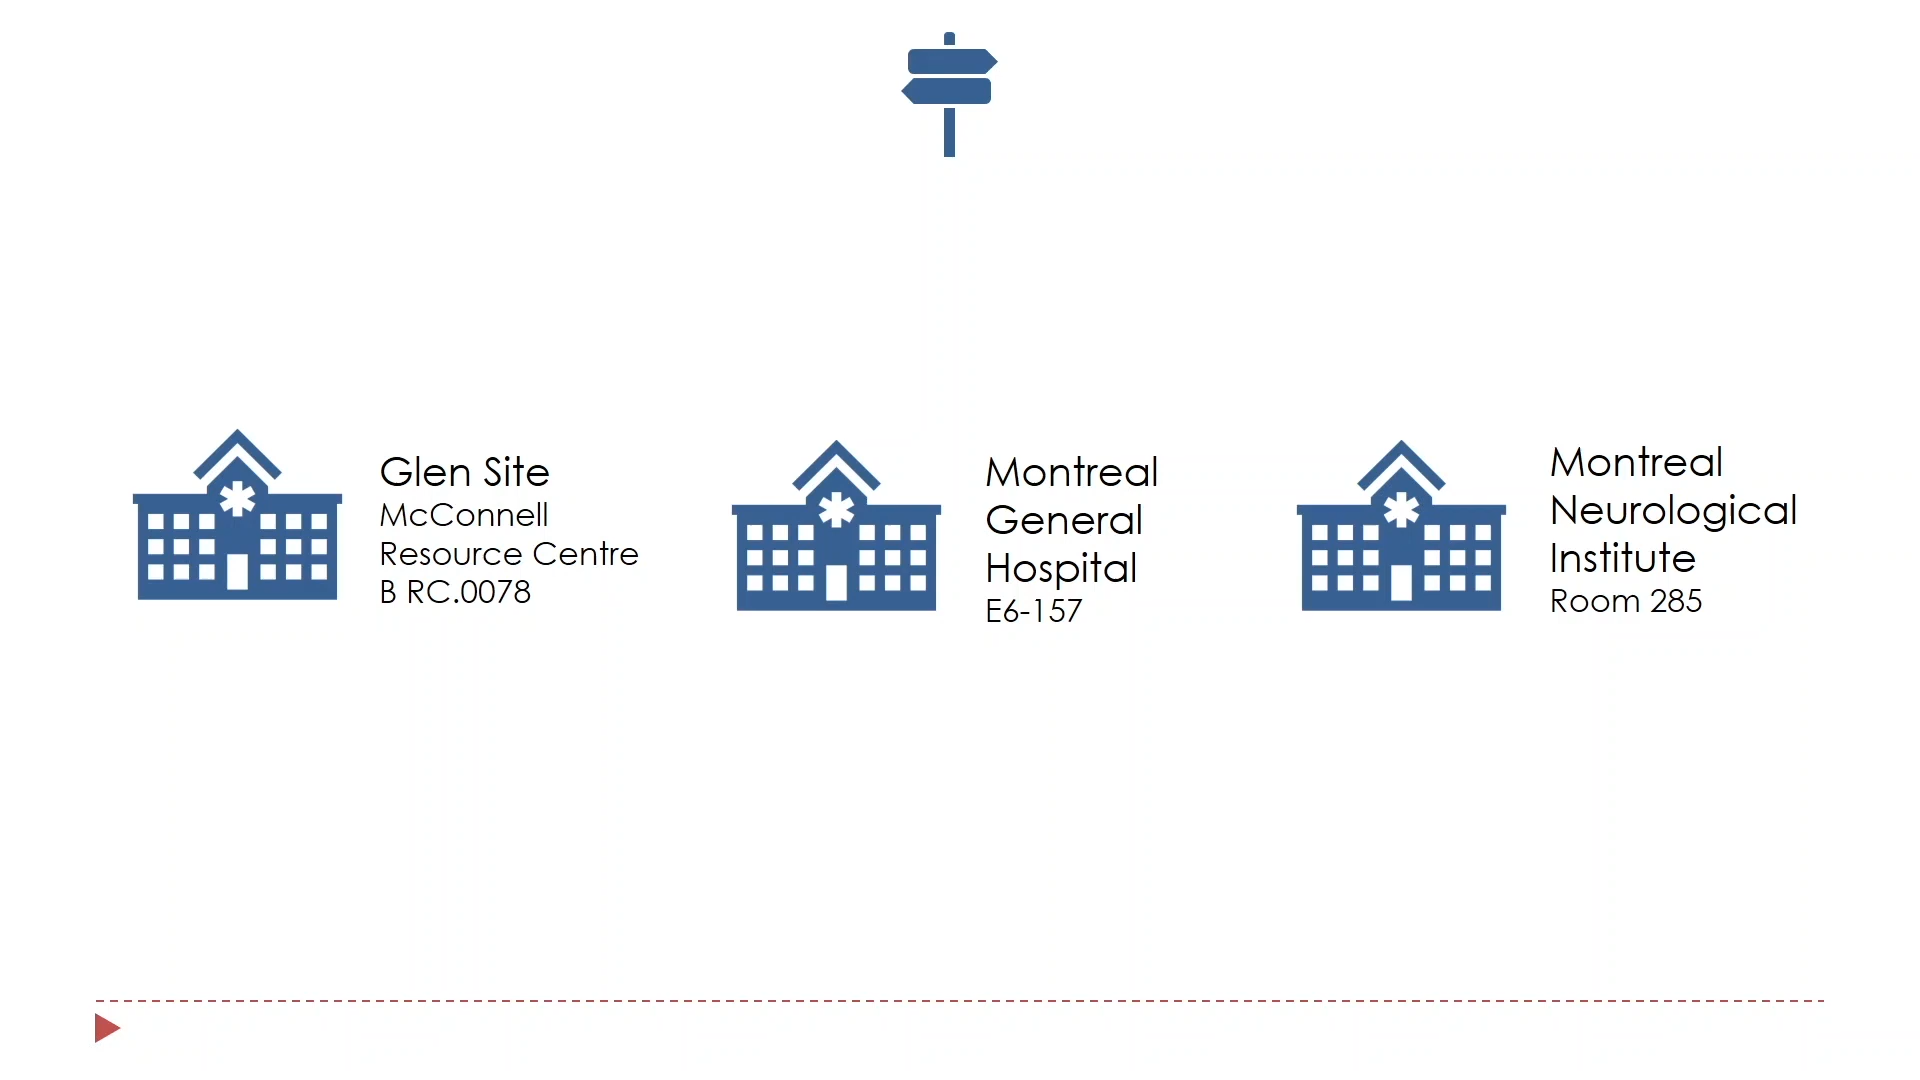 Glen Site
McConnell
Resource Centre
B RC.0078
Montreal
General
Hospital
E6-157
Montreal
Neurological
Institute
Room 285